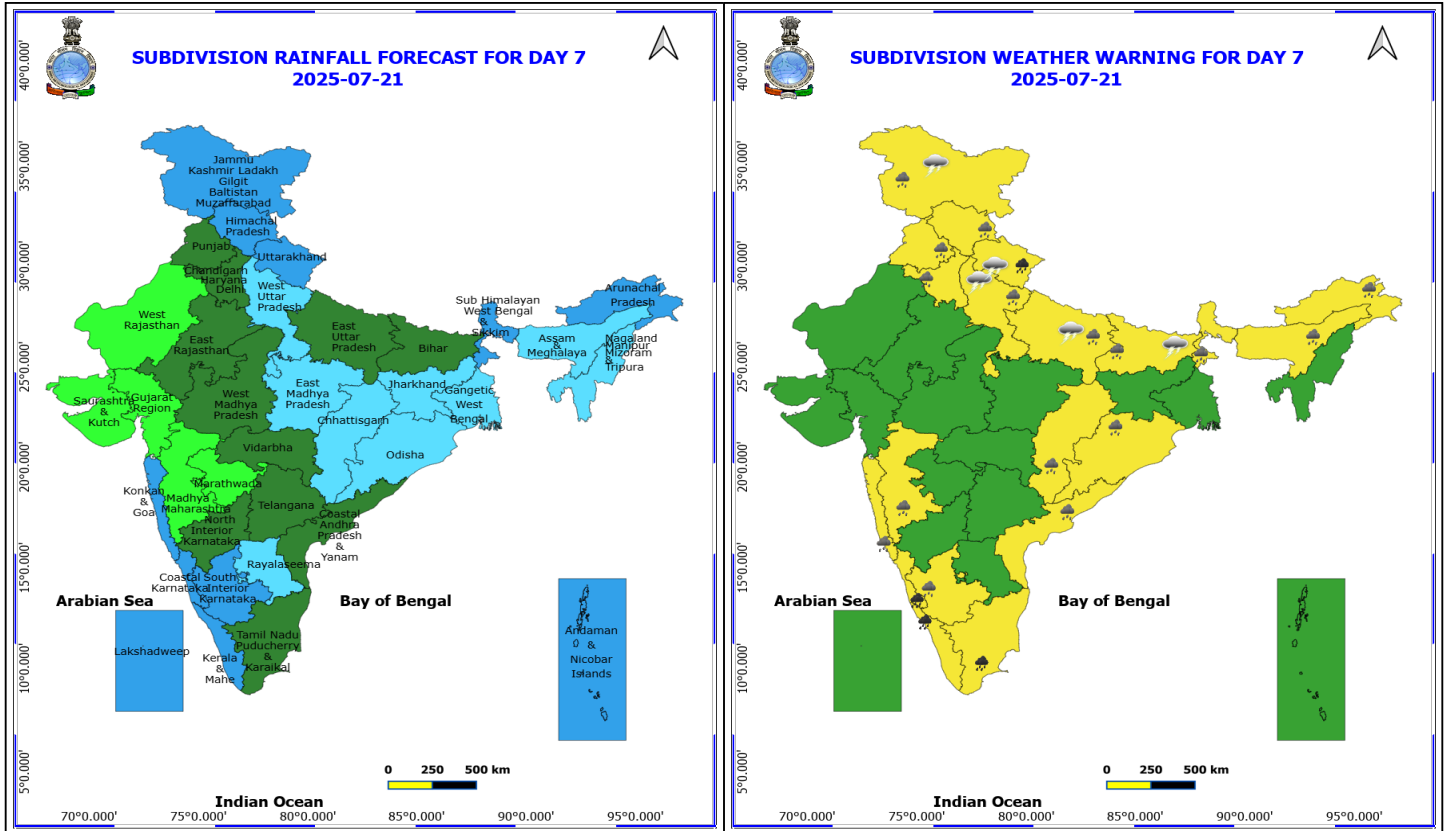 SUBDIVISION RAINFALL FORECAST FOR DAY 7
2025-07-21
40°0.000'
35°0.000'
30°0.000'
25°0.000'
20°0.000'
15°0.000'
10°0.000'
5°0.000'
Jammu
Kashmir Ladakh
Gilgit
Baltistan
Muzaffarabad
Himachal
Pradesh
Punjab
Uttarakhand
Chandigarh
Haryana
Delhi
West
Uttar
Pradesh
West
Rajasthan
East
Rajasthan
East
Uttar
Pradesh
Bihar
Sub Himalayan
West Bengal
&
Sikkim
Arunachal
Pradesh
Assam
&
Meghalaya
Nagaland
Manipur
Mizoram
&
Tripura
Saurashtra
&
Kutch
Gujarat
Region
West
Madhya
Pradesh
East
Madhya
Pradesh
Jharkhand
Gangetic
West
Bengal
Chhattisgarh
Odisha
Vidarbha
Konkan
&
Goa
Madhya
Maharashtra
Marathwada
Telangana
North
Interior
Karnataka
Coastal
Andhra
Pradesh
&
Yanam
Rayalaseema
Coastal
Karnataka
South
Interior
Karnataka
Tamil Nadu
Puducherry
&
Karaikal
Kerala
&
Mahe
Lakshadweep
Andaman
&
Nicobar
Islands
Arabian Sea
Bay of Bengal
0 250 500 km
Indian Ocean
70°0.000' 75°0.000' 80°0.000' 85°0.000' 90°0.000' 95°0.000'
SUBDIVISION WEATHER WARNING FOR DAY 7
2025-07-21
40°0.000'
35°0.000'
30°0.000'
25°0.000'
20°0.000'
15°0.000'
10°0.000'
5°0.000'
Arabian Sea
Bay of Bengal
0 250 500 km
Indian Ocean
70°0.000' 75°0.000' 80°0.000' 85°0.000' 90°0.000' 95°0.000'